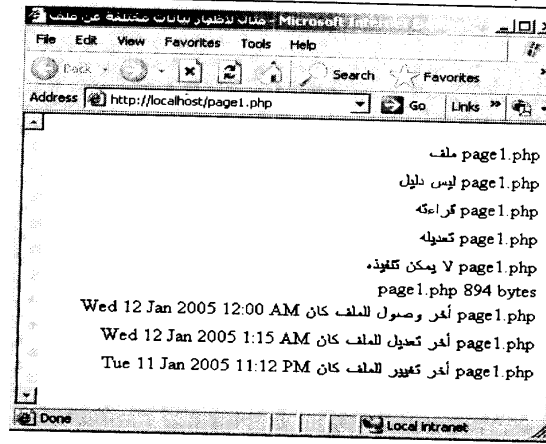 مثال لاظهار بيانات مختلفة عن ملف - Microsoft
File Edit View Favorites Tools Help
Back Search Favorites
Address http://localhost/page1.php Go Links
page1.php ملف
page1.php ليس دليل
page1.php قراءته
page1.php تعديله
page1.php لا يمكن تنفيذه
page1.php 894 bytes
page1.php أخر وصول للملف كان Wed 12 Jan 2005 12:00 AM
page1.php أخر تعديل للملف كان Wed 12 Jan 2005 1:15 AM
page1.php أخر تغيير للملف كان Tue 11 Jan 2005 11:12 PM
Done Local intranet